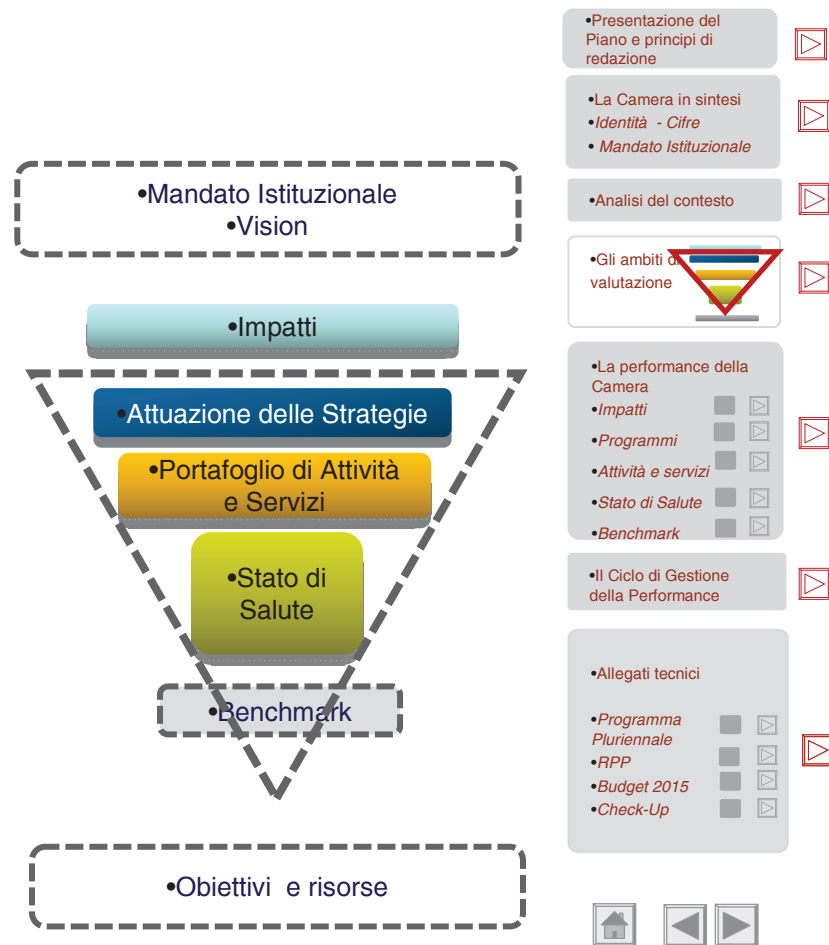 •Mandato Istituzionale
•Vision
•Impatti
•Attuazione delle Strategie
•Portafoglio di Attività
e Servizi
•Stato di
Salute
•Benchmark
•Obiettivi e risorse
•Presentazione del
Piano e principi di
redazione
•La Camera in sintesi
•Identità - Cifre
• Mandato Istituzionale
•Analisi del contesto
•Gli ambiti di
valutazione
•La performance della
Camera
•Impatti
•Programmi
•Attività e servizi
•Stato di Salute
•Benchmark
•Il Ciclo di Gestione
della Performance
•Allegati tecnici
•Programma
Pluriennale
•RPP
•Budget 2015
•Check-Up